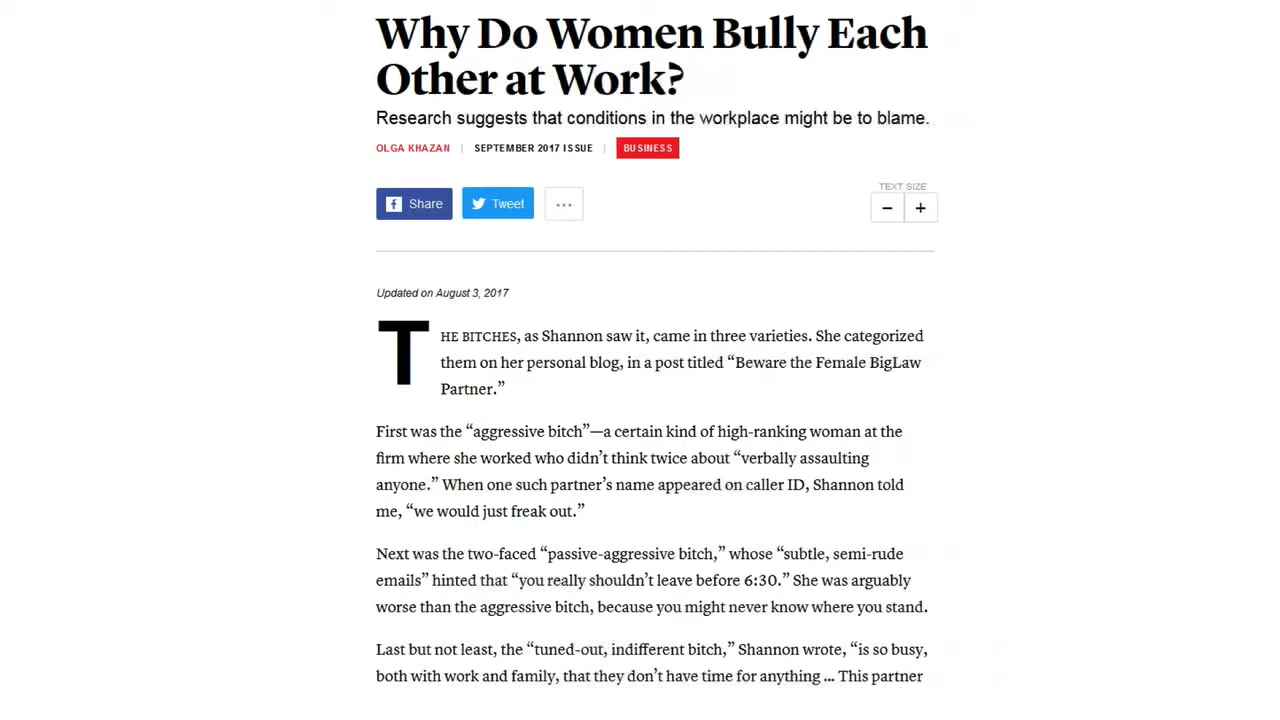 Why Do Women Bully Each
Other at Work?
Research suggests that conditions in the workplace might be to blame.
OLGA KHAZAN | SEPTEMBER 2017 ISSUE | BUSINESS
Share Tweet ...
TEXT SIZE
− +
Updated on August 3, 2017
THE BITCHES, as Shannon saw it, came in three varieties. She categorized
them on her personal blog, in a post titled “Beware the Female BigLaw
Partner.”
First was the “aggressive bitch”—a certain kind of high-ranking woman at the
firm where she worked who didn’t think twice about “verbally assaulting
anyone.” When one such partner’s name appeared on caller ID, Shannon told
me, “we would just freak out.”
Next was the two-faced “passive-aggressive bitch,” whose “subtle, semi-rude
emails” hinted that “you really shouldn’t leave before 6:30.” She was arguably
worse than the aggressive bitch, because you might never know where you stand.
Last but not least, the “tuned-out, indifferent bitch,” Shannon wrote, “is so busy,
both with work and family, that they don’t have time for anything ... This partner